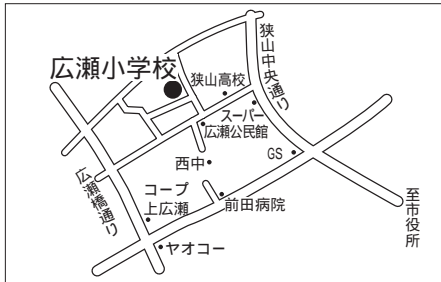 広瀬小学校
狭山高校
狭山中央通り
スーパー
広瀬公民館
西中
GS
広瀬橋通り
コープ
上広瀬
前田病院
ヤオコー
至市役所